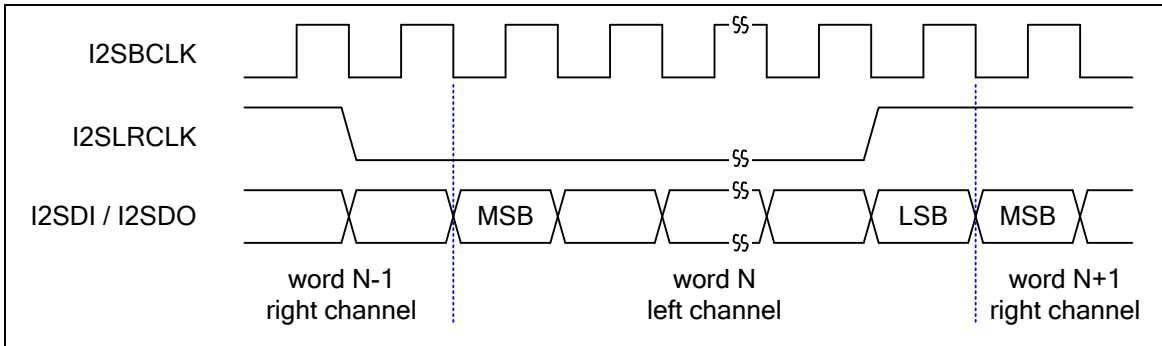 I2SBCLK
I2SLRCLK
I2SDI / I2SDO
MSB
LSB
MSB
word N-1
right channel
word N
left channel
word N+1
right channel